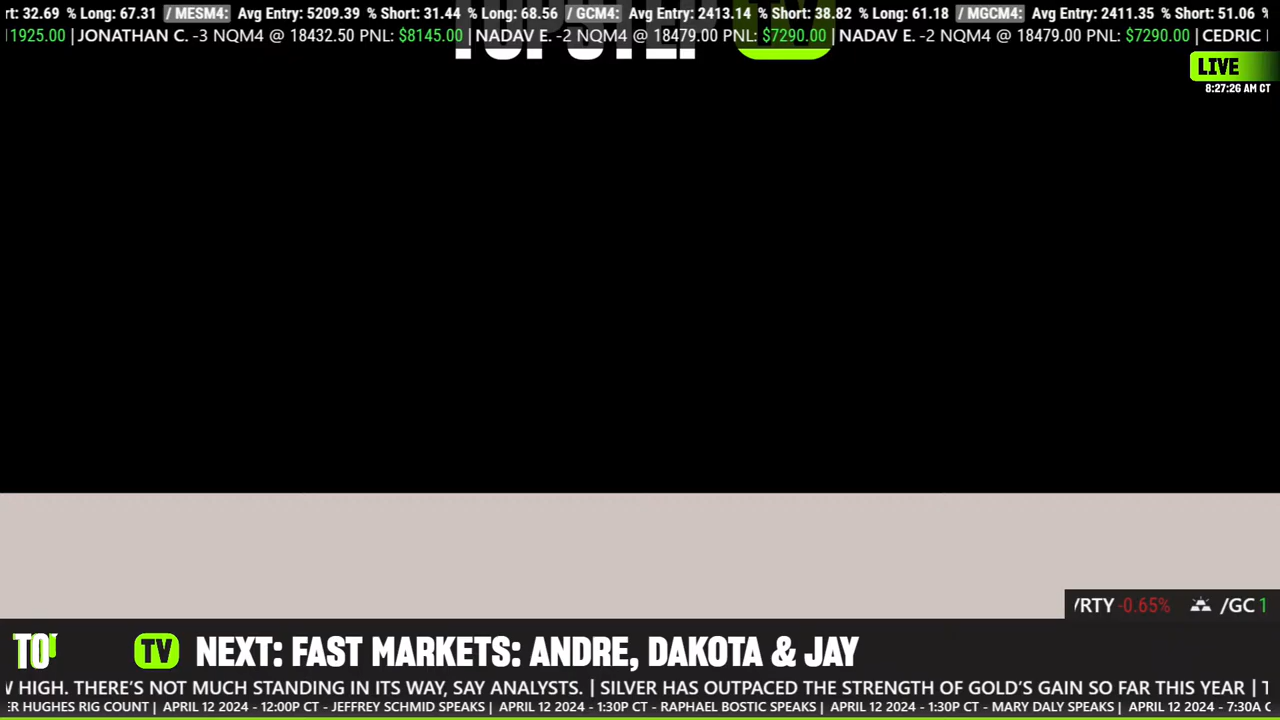 rt: 32.69 % Long: 67.31 / MESM4: Avg Entry: 5209.39 % Short: 31.44 % Long: 68.56 / GCM4: Avg Entry: 2413.14 % Short: 38.82 % Long: 61.18 / MGCM4: Avg Entry: 2411.35 % Short: 51.06 %
11925.00 | JONATHAN C. -3 NQM4 @ 18432.50 PNL: $8145.00 | NADAV E. -2 NQM4 @ 18479.00 PNL: $7290.00 | NADAV E. -2 NQM4 @ 18479.00 PNL: $7290.00 | CEDRIC
TOPSTEP TV
LIVE
8:27:26 AM CT
/RTY -0.65% /GC 1
TO
TV NEXT: FAST MARKETS: ANDRE, DAKOTA & JAY
W HIGH. THERE'S NOT MUCH STANDING IN ITS WAY, SAY ANALYSTS. | SILVER HAS OUTPACED THE STRENGTH OF GOLD'S GAIN SO FAR THIS YEAR | T
ER HUGHES RIG COUNT | APRIL 12 2024 - 12:00P CT - JEFFREY SCHMID SPEAKS | APRIL 12 2024 - 1:30P CT - RAPHAEL BOSTIC SPEAKS | APRIL 12 2024 - 1:30P CT - MARY DALY SPEAKS | APRIL 12 2024 - 7:30A C